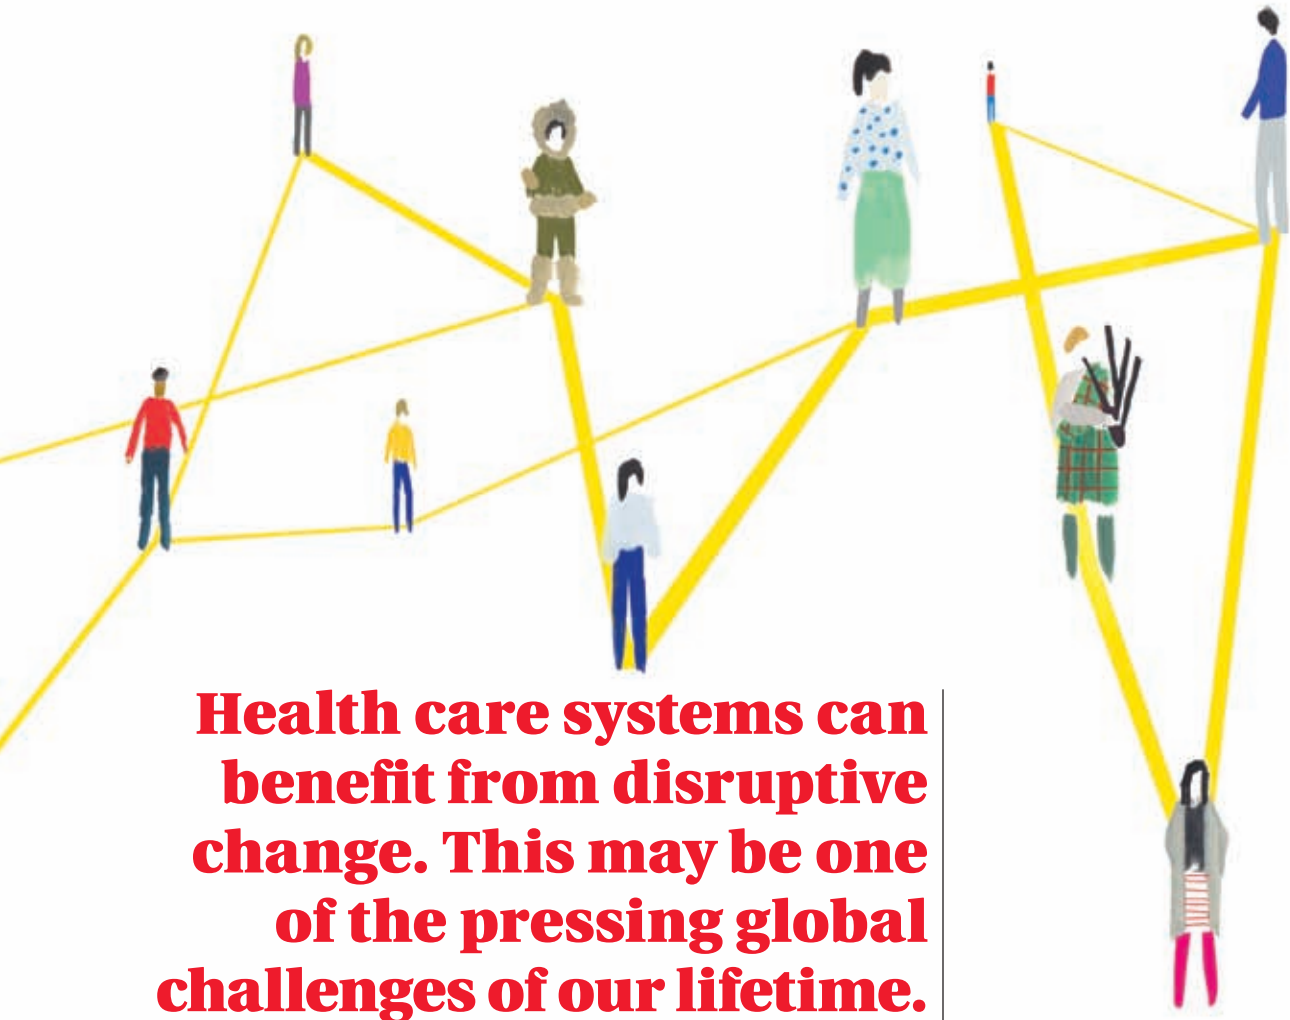 Health care systems can
benefit from disruptive
change. This may be one
of the pressing global
challenges of our lifetime.